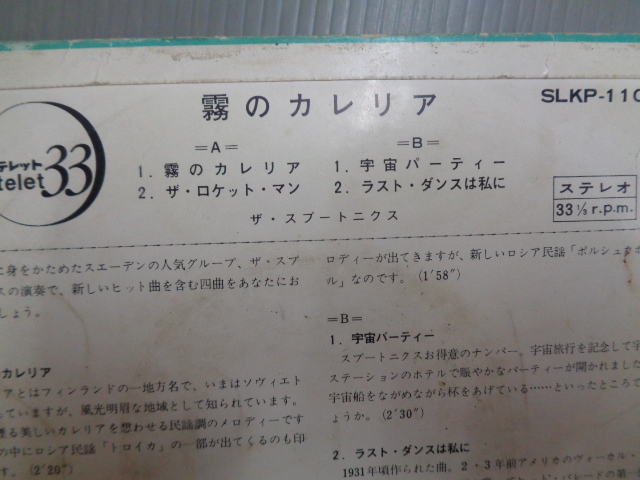 霧のカレリア
SLKP-110
テレット
telet 33
=A=
1. 霧のカレリア
2. ザ・ロケット・マン
=B=
1. 宇宙パーティー
2. ラスト・ダンスは私に
ザ・スプートニクス
ステレオ
33⅓ r.p.m.
に身をかためたスエーデンの人気グループ、ザ・スプ
スの演奏で、新しいヒット曲を含む四曲をあなたにお
しょう。
カレリア
アとはフィンランドの一地方名で、いまはソヴィエト
っていますが、風光明眉な地域として知られています。
る美しいカレリアを想わせる民謡調のメロディーです
の中にロシア民謡「トロイカ」の一部が出てくるのも印
す。(2′20″)
ロディーが出てきますが、新しいロシア民謡「ポルシュカポ
ル」なのです。(1′58″)
=B=
1. 宇宙パーティー
スプートニクスお得意のナンバー。宇宙旅行を記念して宇
ステーションのホテルで賑やかなパーティーが開かれました
宇宙船をながめながら杯をあげている……といったところで
ょうか。(2′30″)
2. ラスト・ダンスは私に
1931年頃作られた曲。2・3年前アメリカのヴォーカル・